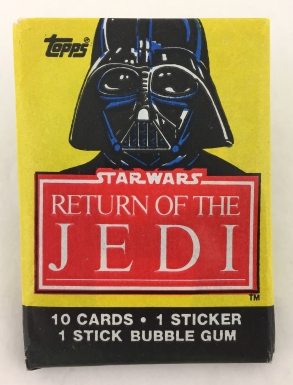 Topps
STAR WARS
RETURN OF THE
JEDI
TM
10 CARDS • 1 STICKER
1 STICK BUBBLE GUM